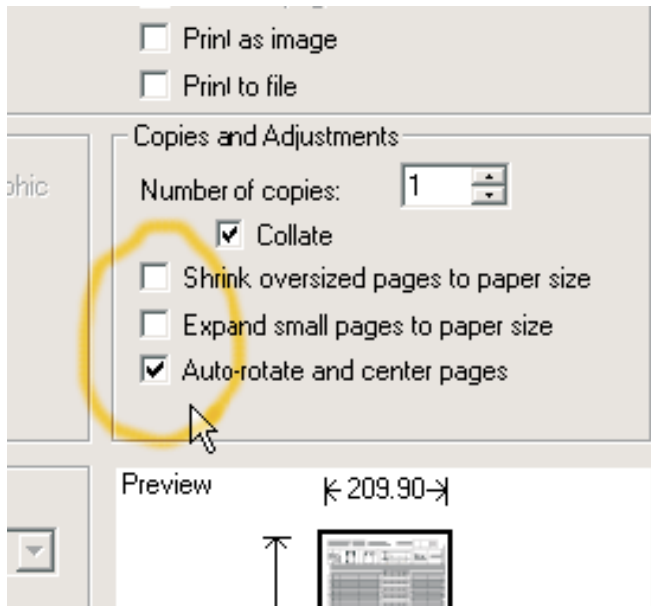 Print as image
Print to file
Copies and Adjustments
Number of copies: 1
Collate
Shrink oversized pages to paper size
Expand small pages to paper size
Auto-rotate and center pages
Preview
209.90